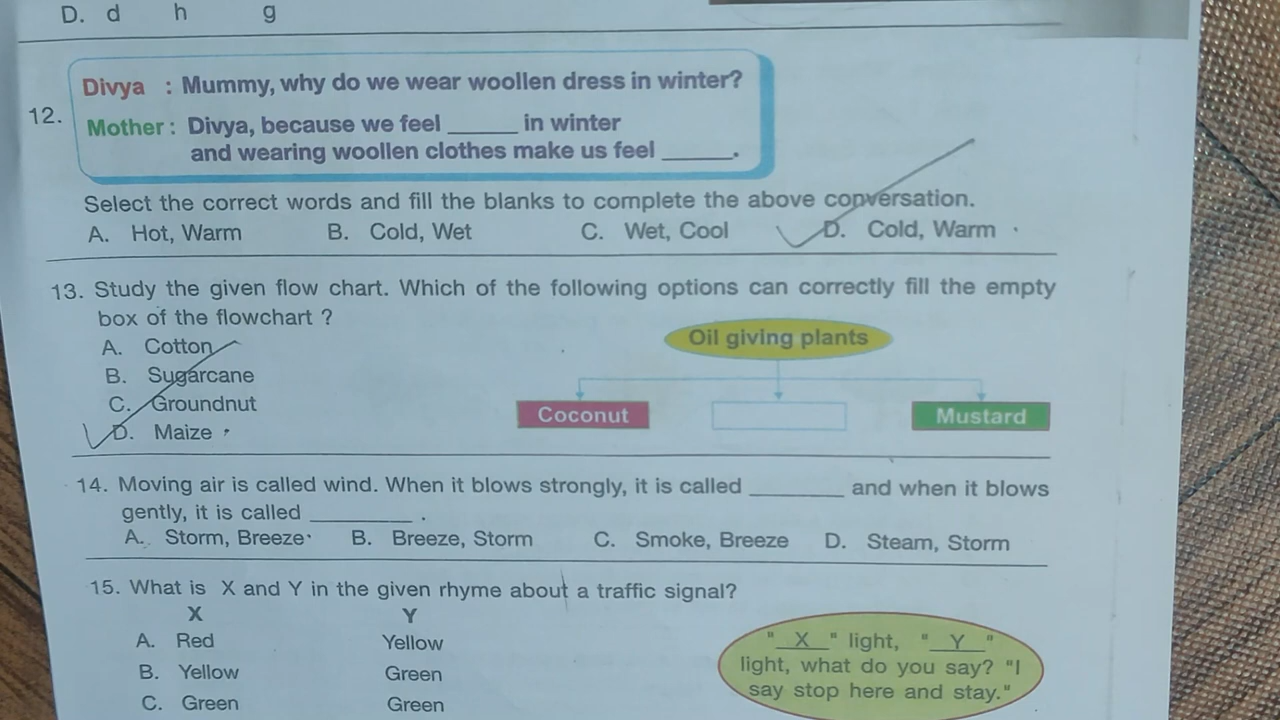 D. d h g
12.
Divya : Mummy, why do we wear woollen dress in winter?
Mother : Divya, because we feel ______ in winter
and wearing woollen clothes make us feel ______.
Select the correct words and fill the blanks to complete the above conversation.
A. Hot, Warm B. Cold, Wet C. Wet, Cool D. Cold, Warm
13. Study the given flow chart. Which of the following options can correctly fill the empty
box of the flowchart ?
A. Cotton
B. Sugarcane
C. Groundnut
D. Maize
Oil giving plants
Coconut Mustard
14. Moving air is called wind. When it blows strongly, it is called ________ and when it blows
gently, it is called _________ .
A. Storm, Breeze B. Breeze, Storm C. Smoke, Breeze D. Steam, Storm
15. What is X and Y in the given rhyme about a traffic signal?
X Y
A. Red Yellow
B. Yellow Green
C. Green Green
"__X__" light, "__Y__"
light, what do you say? "I
say stop here and stay."